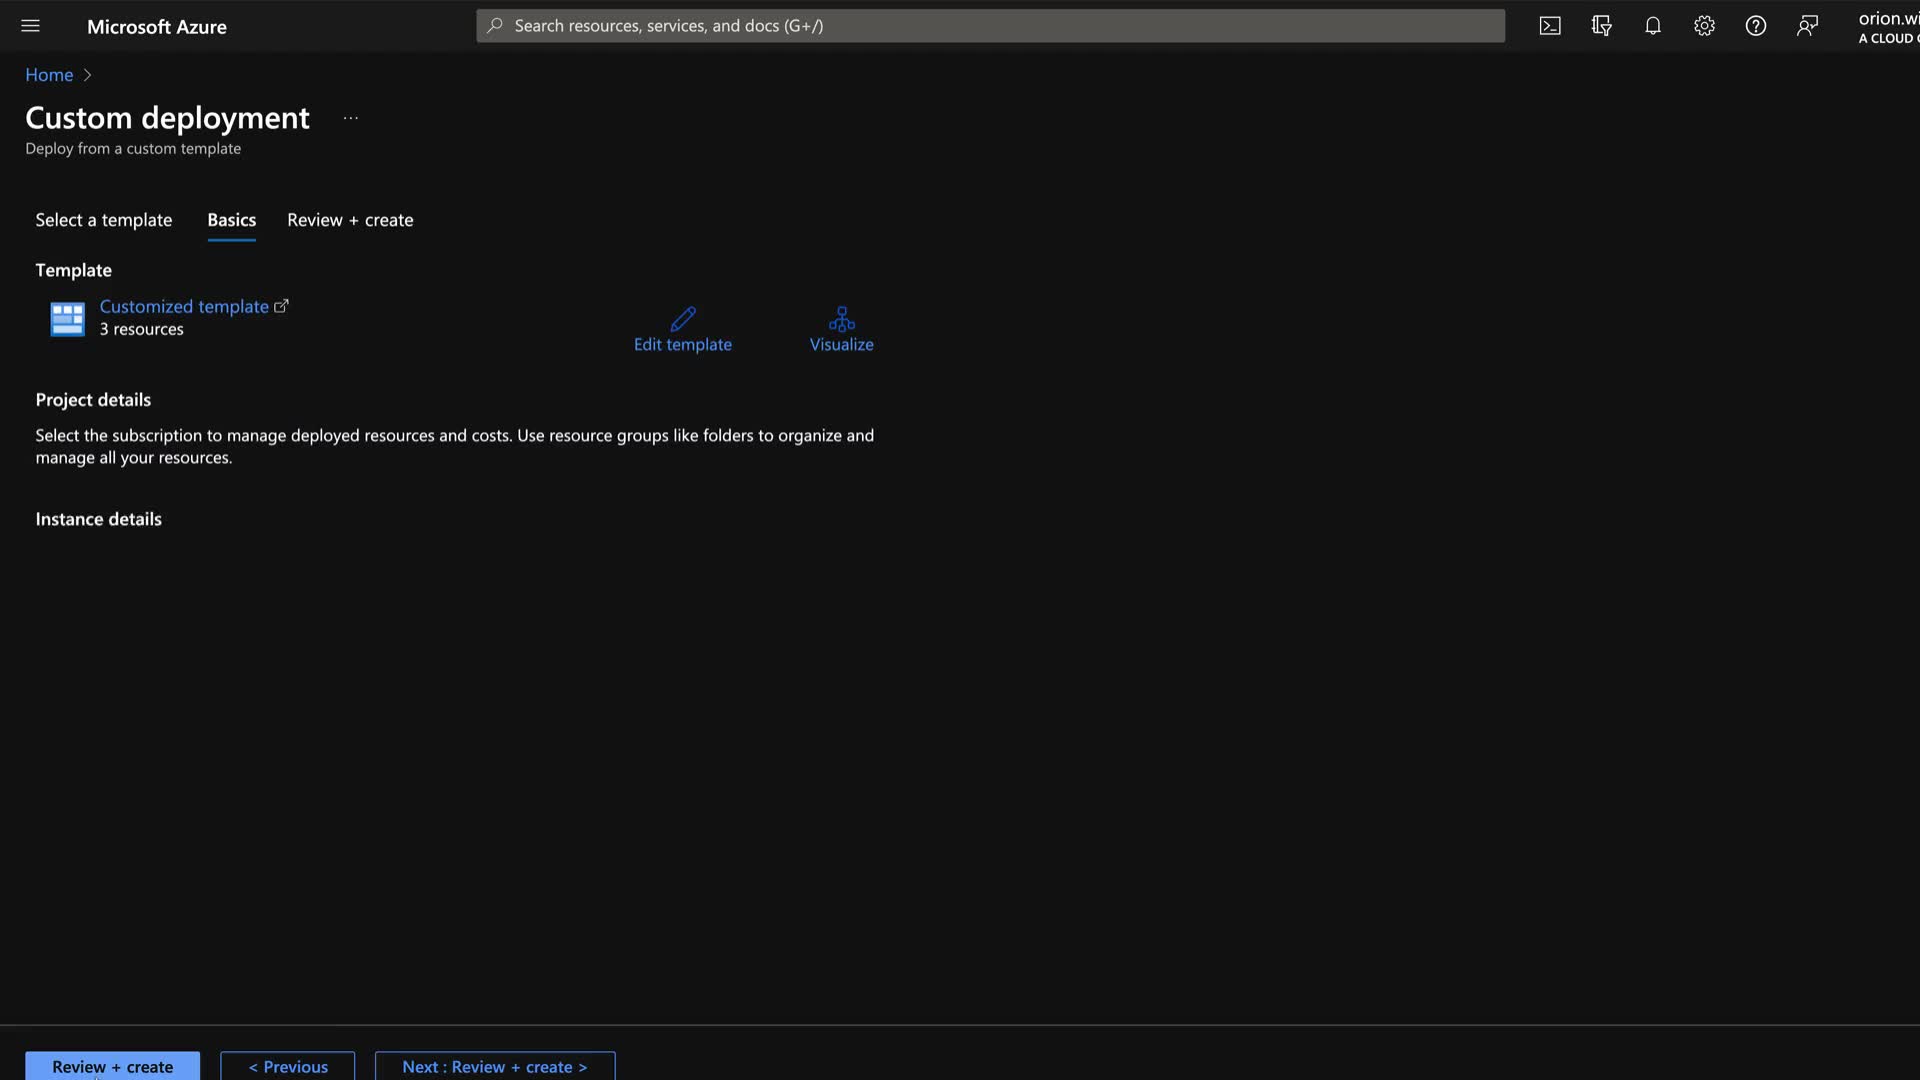 Microsoft Azure
Search resources, services, and docs (G+/)
orion.wi
A CLOUD
Home >
Custom deployment ...
Deploy from a custom template
Select a template Basics Review + create
Template
Customized template
3 resources
Edit template Visualize
Project details
Select the subscription to manage deployed resources and costs. Use resource groups like folders to organize and
manage all your resources.
Instance details
Review + create < Previous Next : Review + create >